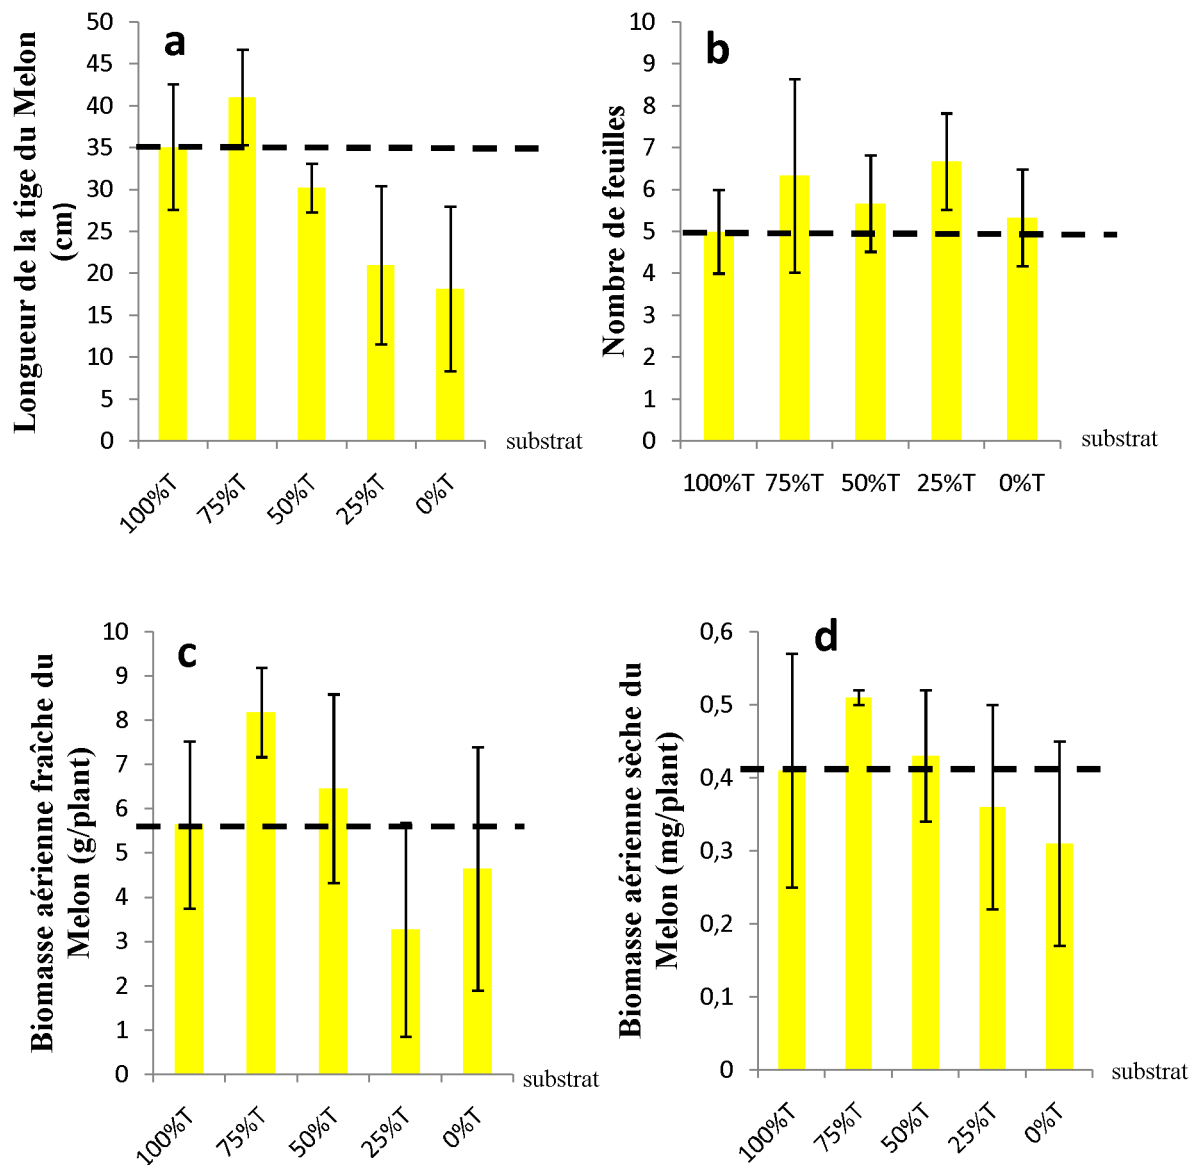 a
Longueur de la tige du Melon
(cm)
50
45
40
35
30
25
20
15
10
5
0
100%T 75%T 50%T 25%T 0%T
substrat
b
Nombre de feuilles
10
9
8
7
6
5
4
3
2
1
0
100%T 75%T 50%T 25%T 0%T
substrat
c
Biomasse aérienne fraîche du
Melon (g/plant)
10
9
8
7
6
5
4
3
2
1
0
100%T 75%T 50%T 25%T 0%T
substrat
d
Biomasse aérienne sèche du
Melon (mg/plant)
0,6
0,5
0,4
0,3
0,2
0,1
0
100%T 75%T 50%T 25%T 0%T
substrat